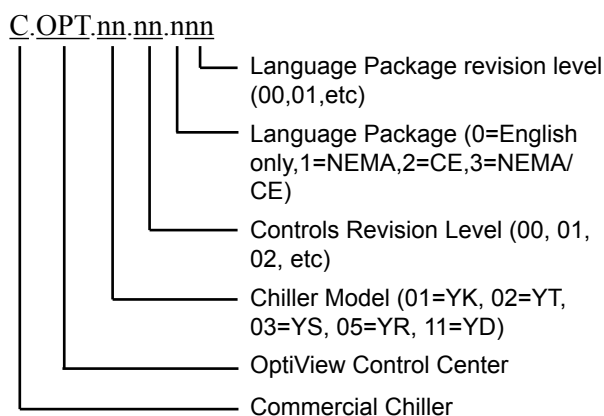 C.OPT.nn.nn.nnn
Language Package revision level
(00,01,etc)
Language Package (0=English
only,1=NEMA,2=CE,3=NEMA/
CE)
Controls Revision Level (00, 01,
02, etc)
Chiller Model (01=YK, 02=YT,
03=YS, 05=YR, 11=YD)
OptiView Control Center
Commercial Chiller